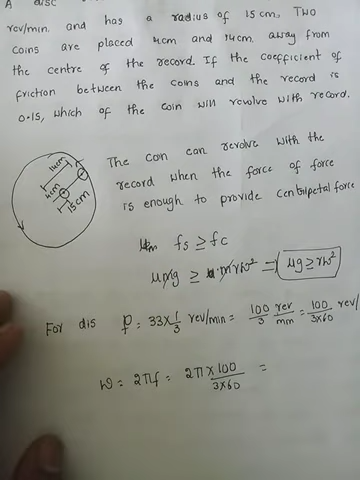 A disc
rev/min. and has a radius of 15 cm. Two
coins are placed 4cm and 14cm away from
the centre of the record. If the coefficient of
friction between the coins and the record is
0.15, which of the coin will revolve with record.
14cm
4cm
15cm
The coin can revolve with the
record when the force of force
is enough to provide centripetal force
fs ≥ fc
μmg ≥ mrω² = μg ≥ rω²
For dis f = 33 × 1/3 rev/min = 100/3 rev/min = 100/3×60 rev/
ω = 2πf = 2π × 100/3×60 =